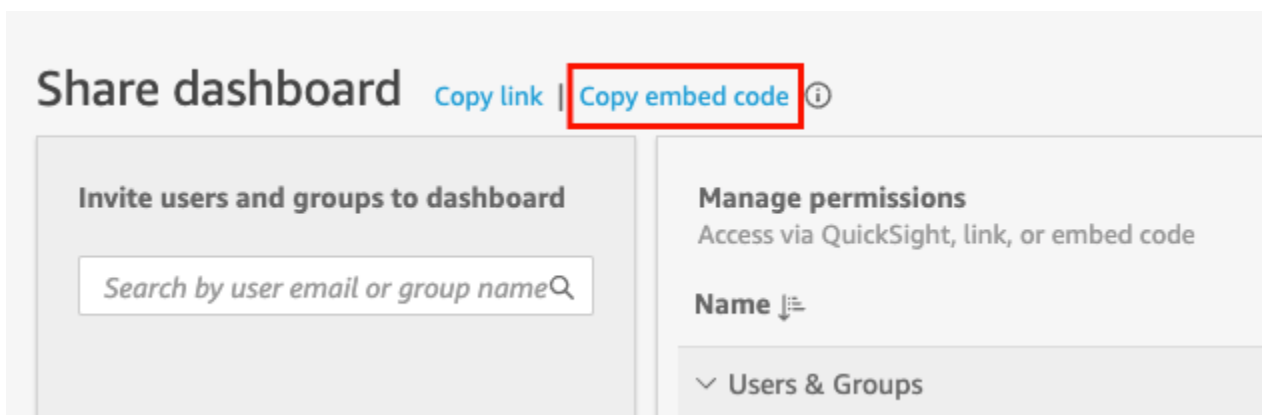 Share dashboard Copy link | Copy embed code
Invite users and groups to dashboard
Search by user email or group name
Manage permissions
Access via QuickSight, link, or embed code
Name
Users & Groups